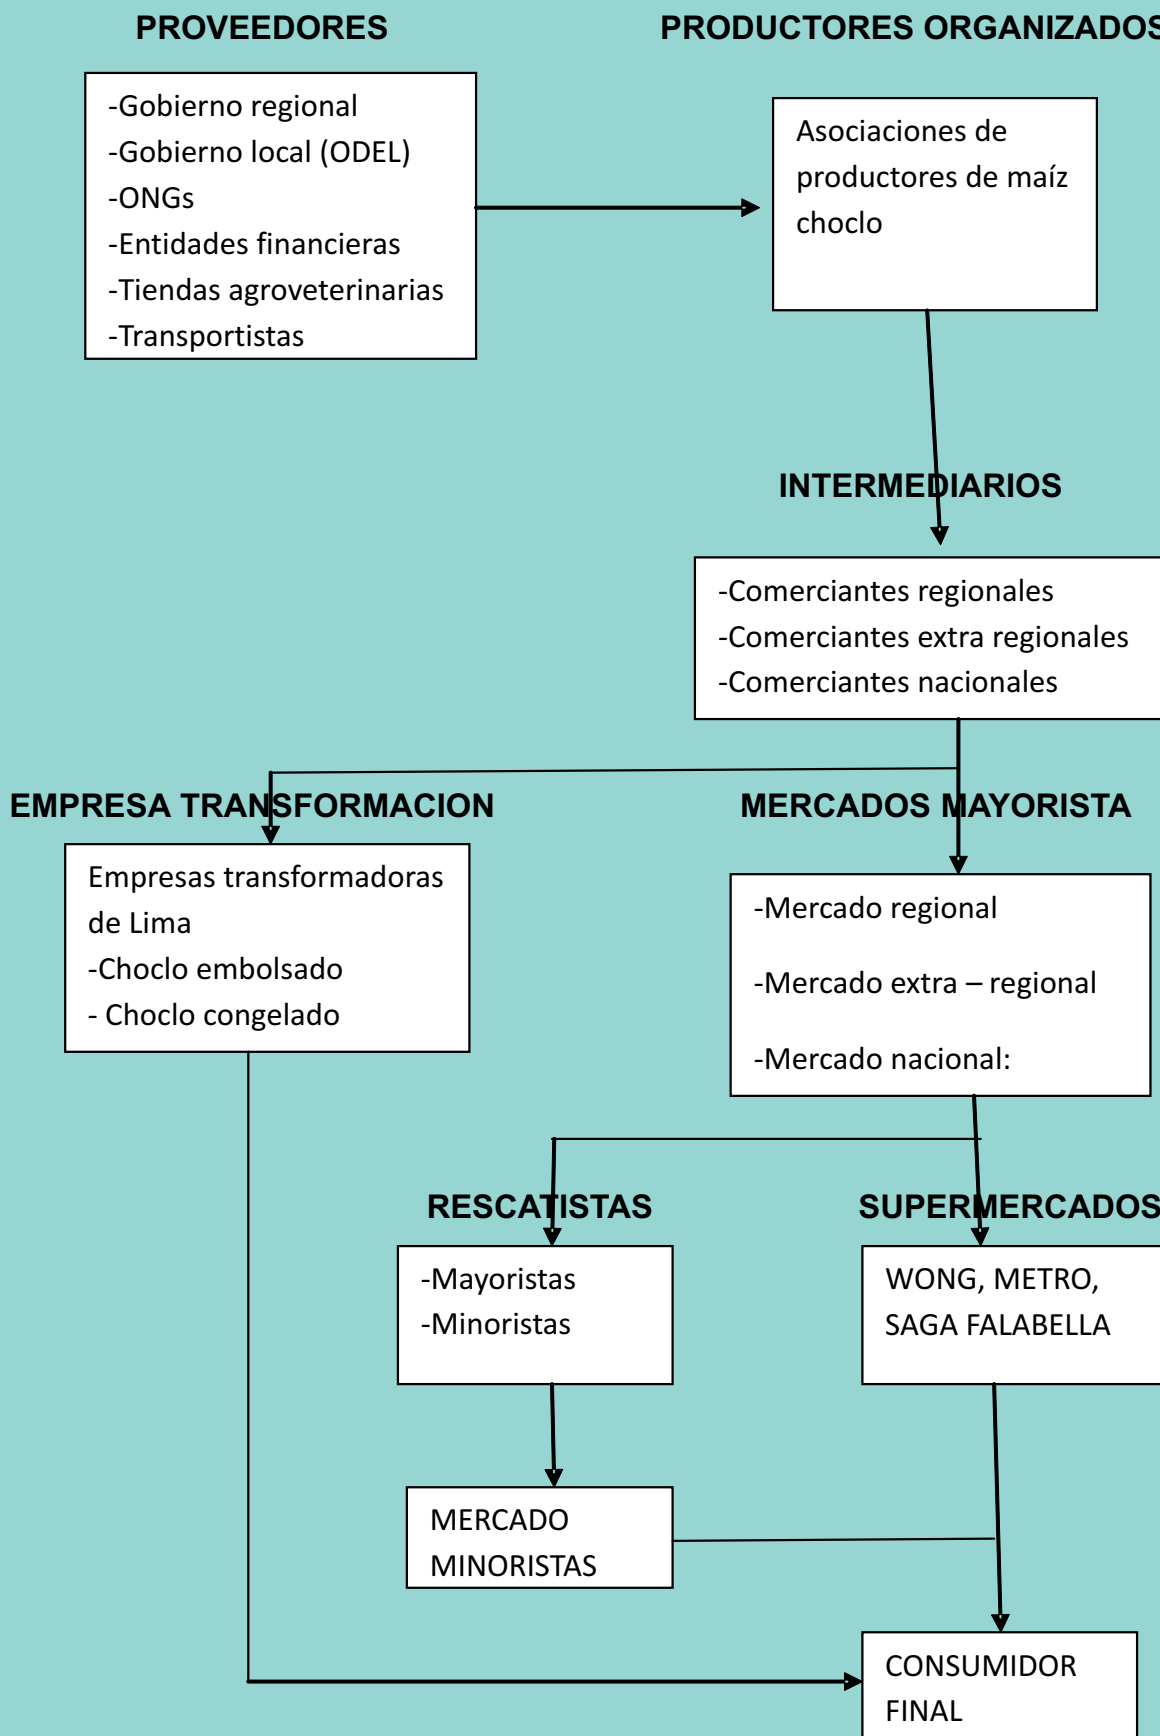 PROVEEDORES
-Gobierno regional
-Gobierno local (ODEL)
-ONGs
-Entidades financieras
-Tiendas agroveterinarias
-Transportistas
PRODUCTORES ORGANIZADOS
Asociaciones de
productores de maíz
choclo
INTERMEDIARIOS
-Comerciantes regionales
-Comerciantes extra regionales
-Comerciantes nacionales
EMPRESA TRANSFORMACION
Empresas transformadoras
de Lima
-Choclo embolsado
- Choclo congelado
MERCADOS MAYORISTA
-Mercado regional
-Mercado extra – regional
-Mercado nacional:
RESCATISTAS
-Mayoristas
-Minoristas
SUPERMERCADOS
WONG, METRO,
SAGA FALABELLA
MERCADO
MINORISTAS
CONSUMIDOR
FINAL